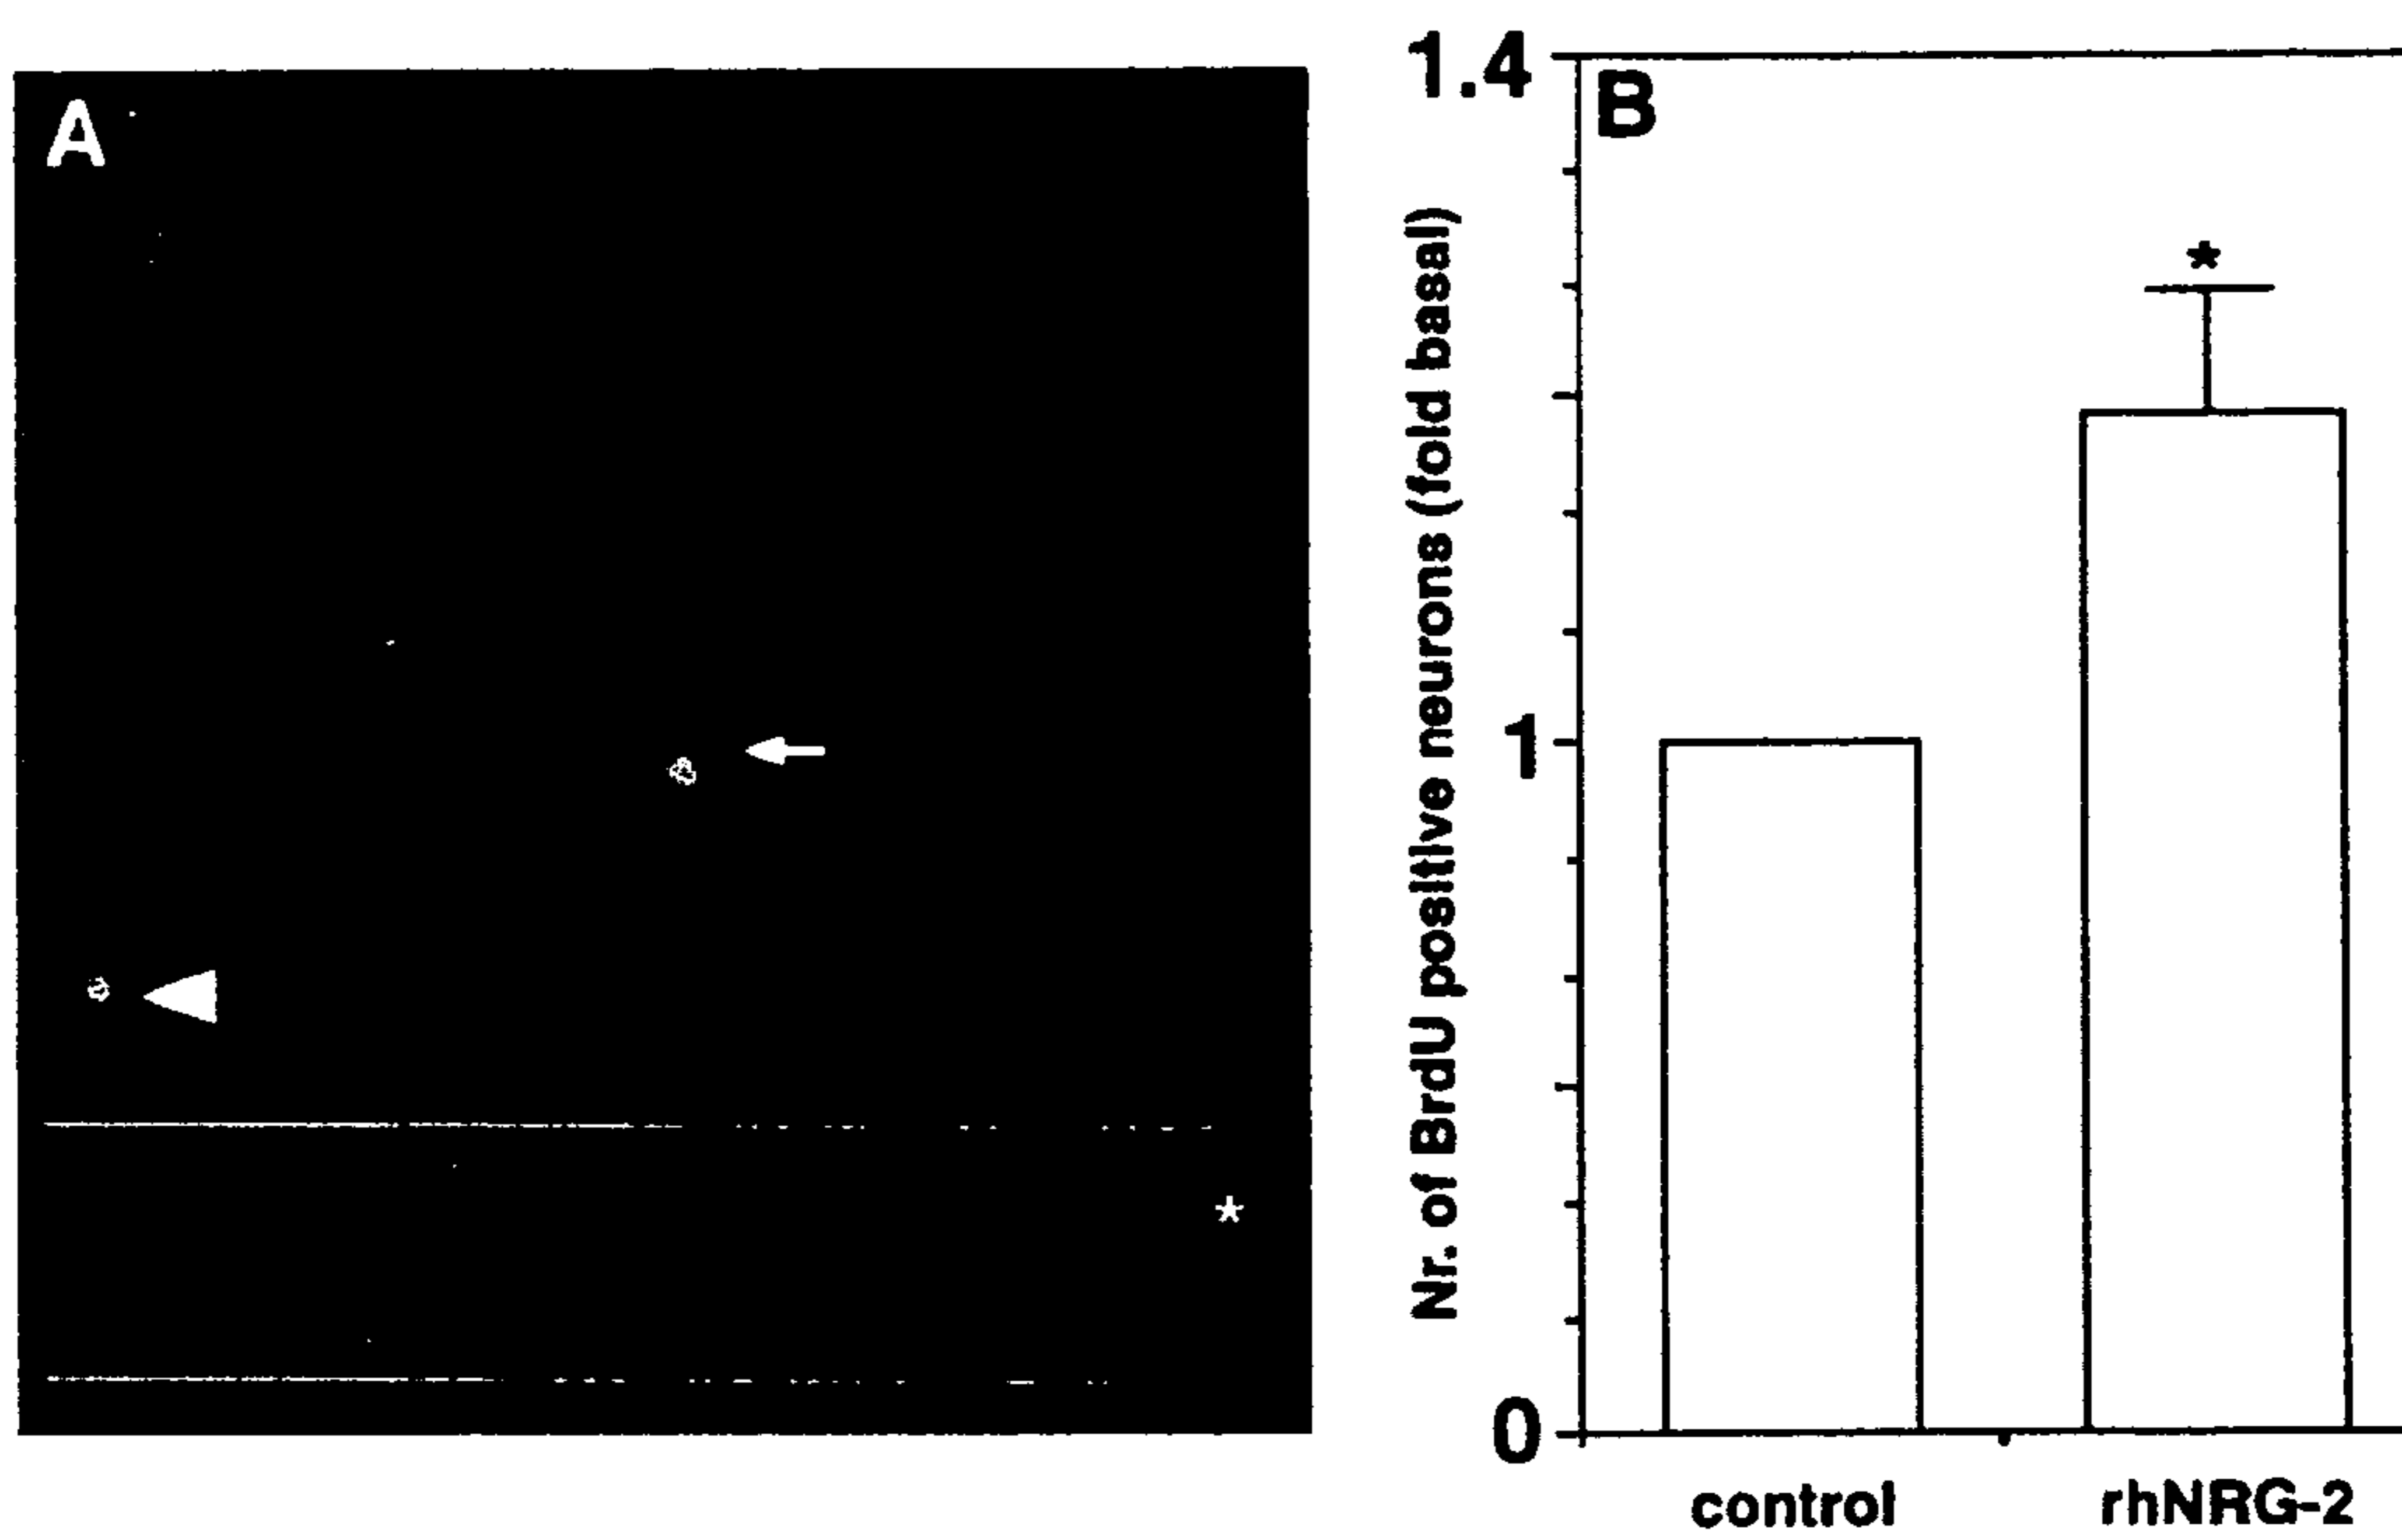 A
B
1.4
1
0
Nr. of BrdU positive neurons (fold basal)
*
*
control
rhNRG-2